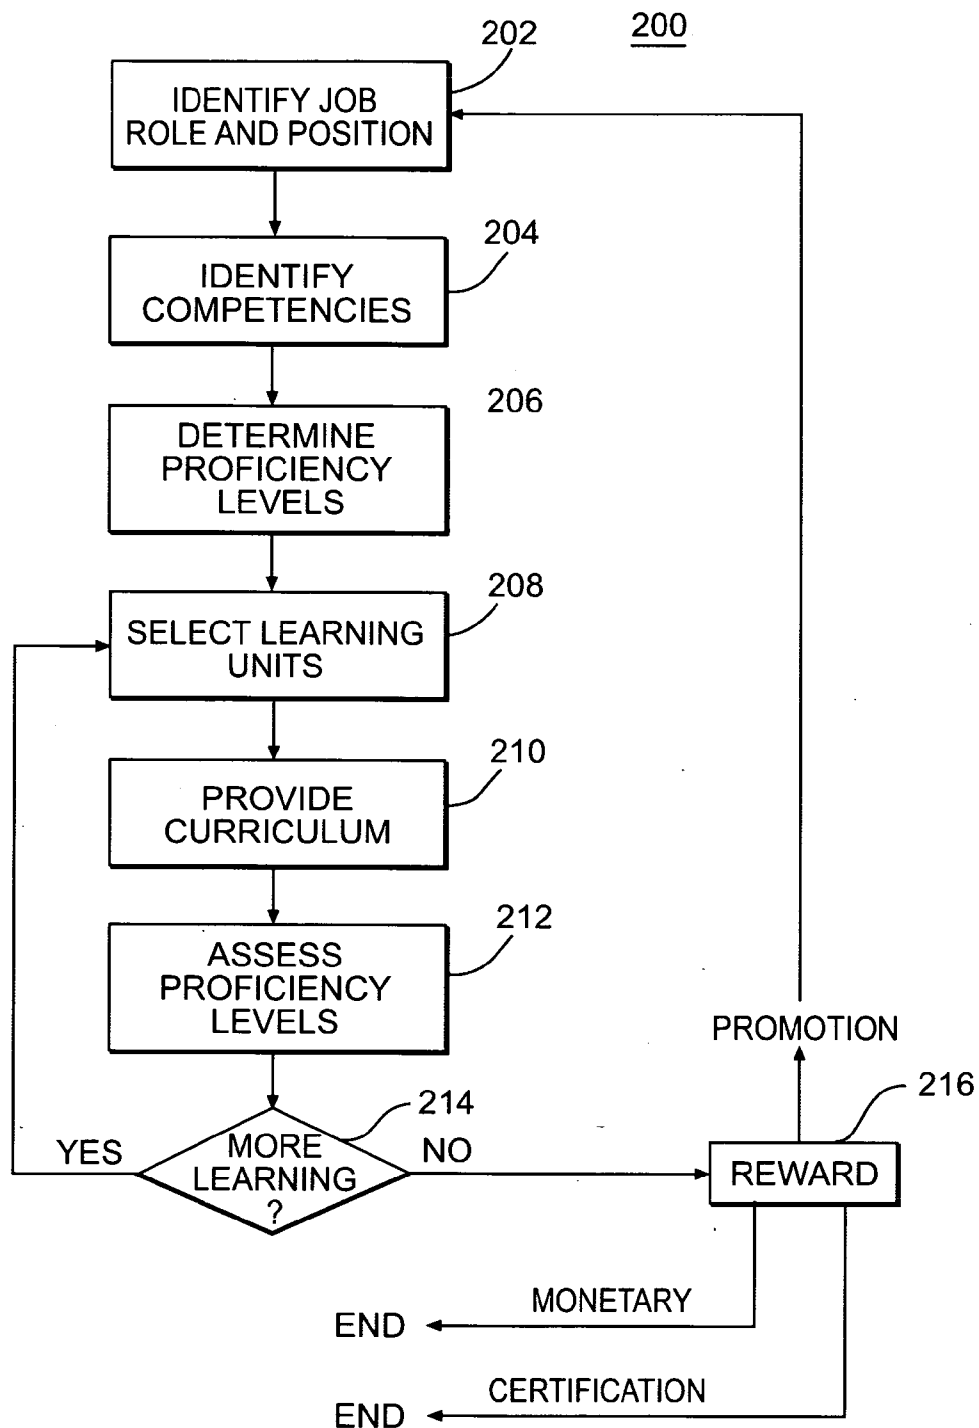 200
202
IDENTIFY JOB
ROLE AND POSITION
204
IDENTIFY
COMPETENCIES
206
DETERMINE
PROFICIENCY
LEVELS
208
SELECT LEARNING
UNITS
210
PROVIDE
CURRICULUM
212
ASSESS
PROFICIENCY
LEVELS
PROMOTION
214
216
YES
MORE
LEARNING
?
NO
REWARD
MONETARY
END
CERTIFICATION
END